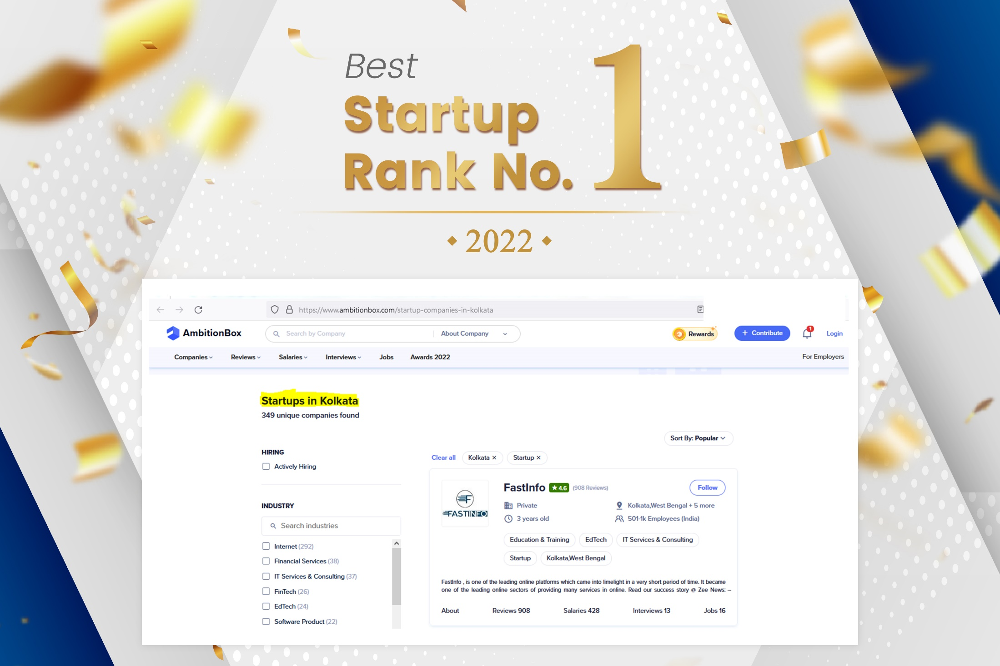 Best
Startup
Rank No. 1
2022
https://www.ambitionbox.com/startup-companies-in-kolkata
AmbitionBox
Search by Company
About Company
Rewards
+ Contribute
1
Login
Companies
Reviews
Salaries
Interviews
Jobs
Awards 2022
For Employers
Startups in Kolkata
349 unique companies found
Sort By: Popular
HIRING
Actively Hiring
INDUSTRY
Search industries
Internet (292)
Financial Services (38)
IT Services & Consulting (37)
FinTech (26)
EdTech (24)
Software Product (22)
Clear all
Kolkata ×
Startup ×
F
FASTINFO
FastInfo ★ 4.6 (908 Reviews)
Follow
Private
Kolkata,West Bengal + 5 more
3 years old
501-1k Employees (India)
Education & Training
EdTech
IT Services & Consulting
Startup
Kolkata,West Bengal
FastInfo , is one of the leading online platforms which came into limelight in a very short period of time. It became
one of the leading online sectors of providing many services in online. Read our success story @ Zee News: ...
About
Reviews 908
Salaries 428
Interviews 13
Jobs 16